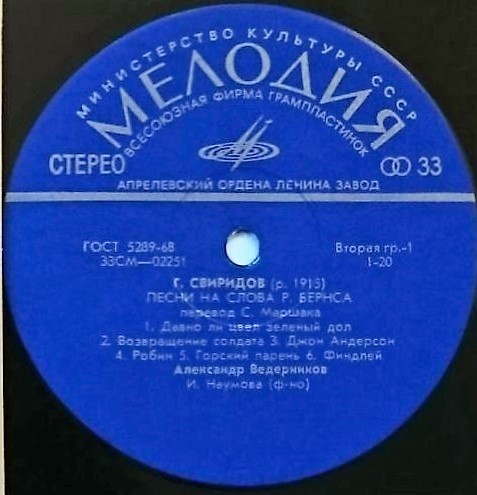 МИНИСТЕРСТВО КУЛЬТУРЫ СССР
МЕЛОДИЯ
ВСЕСОЮЗНАЯ ФИРМА ГРАМПЛАСТИНОК
СТЕРЕО 33
АПРЕЛЕВСКИЙ ОРДЕНА ЛЕНИНА ЗАВОД
ГОСТ 5289-68 Вторая гр.-1
33СМ—02251 1-20
Г. СВИРИДОВ (р. 1915)
ПЕСНИ НА СЛОВА Р. БЕРНСА
перевод С. Маршака
1. Давно ли цвел зеленый дол
2. Возвращение солдата 3. Джон Андерсон
4. Робин 5. Горский парень 6. Финдлей
Александр Ведерников
И. Наумова (ф-но)